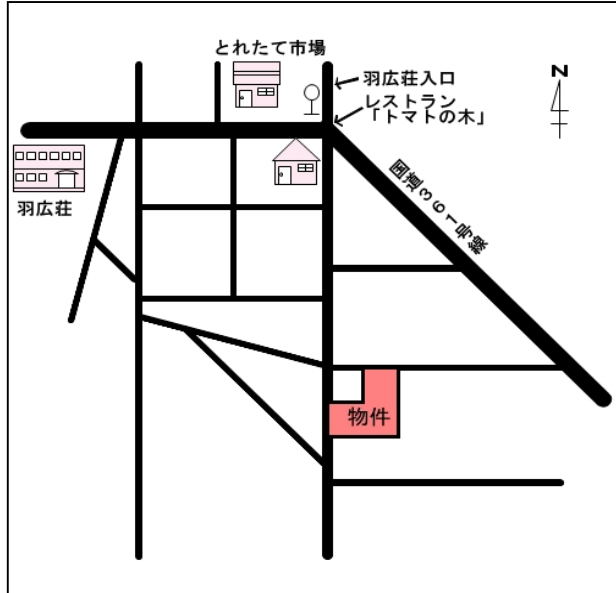 とれたて市場
羽広荘入口
レストラン
「トマトの木」
N
国道361号線
羽広荘
物件